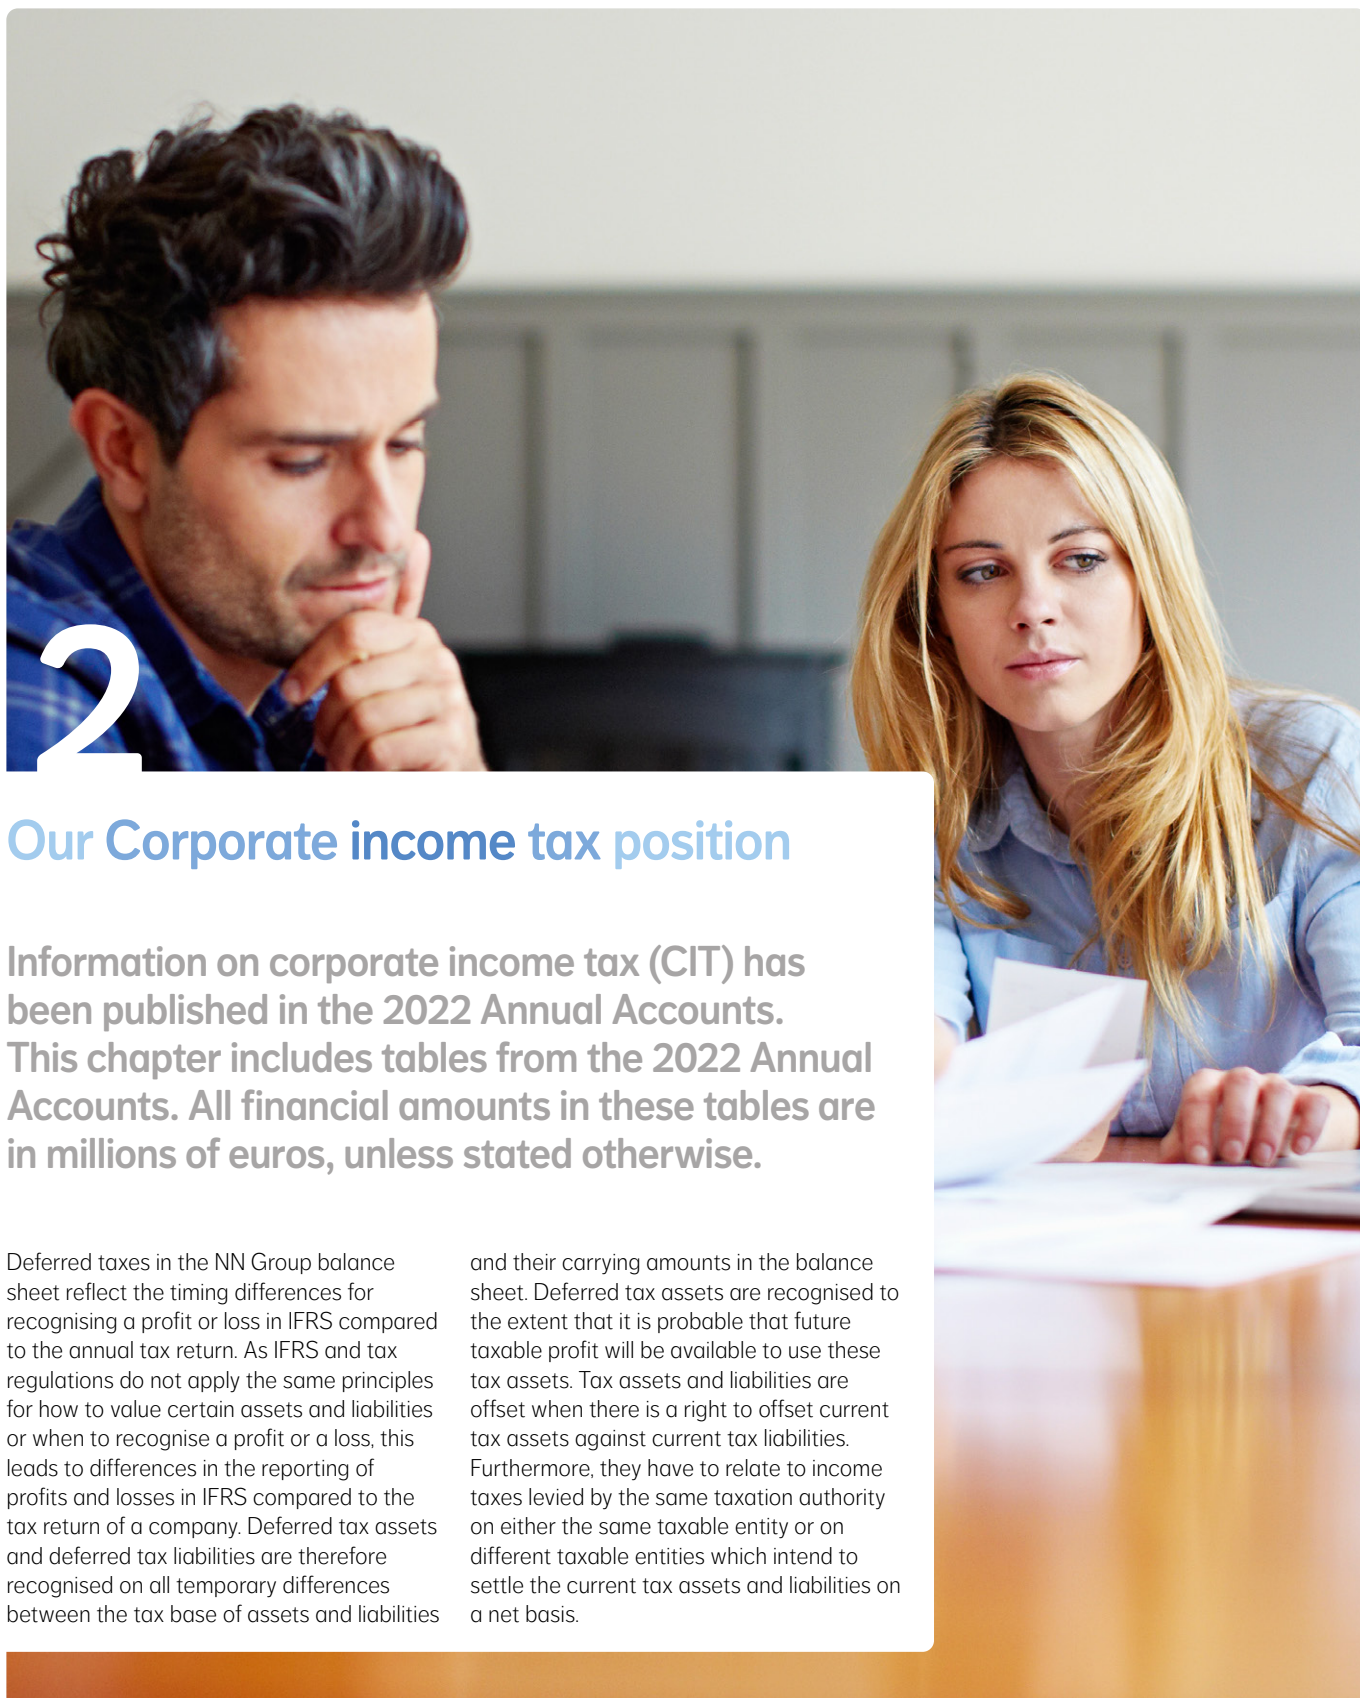 2
Our Corporate income tax position
Information on corporate income tax (CIT) has
been published in the 2022 Annual Accounts.
This chapter includes tables from the 2022 Annual
Accounts. All financial amounts in these tables are
in millions of euros, unless stated otherwise.
Deferred taxes in the NN Group balance
sheet reflect the timing differences for
recognising a profit or loss in IFRS compared
to the annual tax return. As IFRS and tax
regulations do not apply the same principles
for how to value certain assets and liabilities
or when to recognise a profit or a loss, this
leads to differences in the reporting of
profits and losses in IFRS compared to the
tax return of a company. Deferred tax assets
and deferred tax liabilities are therefore
recognised on all temporary differences
between the tax base of assets and liabilities
and their carrying amounts in the balance
sheet. Deferred tax assets are recognised to
the extent that it is probable that future
taxable profit will be available to use these
tax assets. Tax assets and liabilities are
offset when there is a right to offset current
tax assets against current tax liabilities.
Furthermore, they have to relate to income
taxes levied by the same taxation authority
on either the same taxable entity or on
different taxable entities which intend to
settle the current tax assets and liabilities on
a net basis.